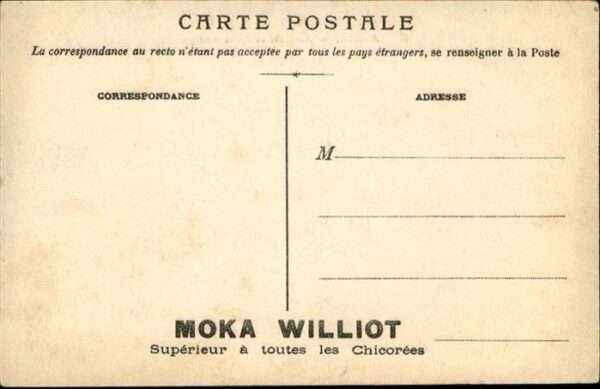 CARTE POSTALE
La correspondance au recto n'étant pas acceptée par tous les pays étrangers, se renseigner à la Poste
CORRESPONDANCE
ADRESSE
M
MOKA WILLIOT
Supérieur à toutes les Chicorées